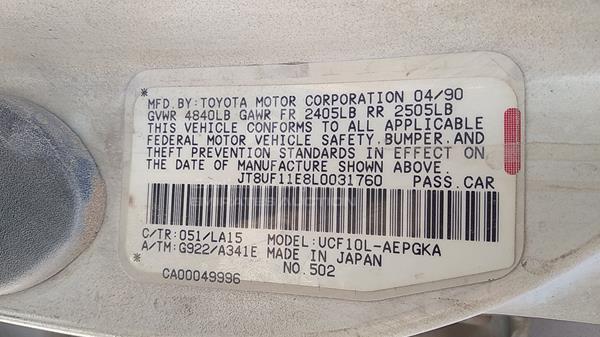 MFD.BY:TOYOTA MOTOR CORPORATION 04/90
GVWR 4840LB GAWR FR 2405LB RR 2505LB
THIS VEHICLE CONFORMS TO ALL APPLICABLE
FEDERAL MOTOR VEHICLE SAFETY,BUMPER,AND
THEFT PREVENTION STANDARDS IN EFFECT ON
THE DATE OF MANUFACTURE SHOWN ABOVE.
JT8UF11E8L0031760 PASS.CAR
EMIRATES AUCTION
C/TR:051/LA15 MODEL:UCF10L-AEPGKA
A/TM:G922/A341E MADE IN JAPAN
CA00049996 NO.502